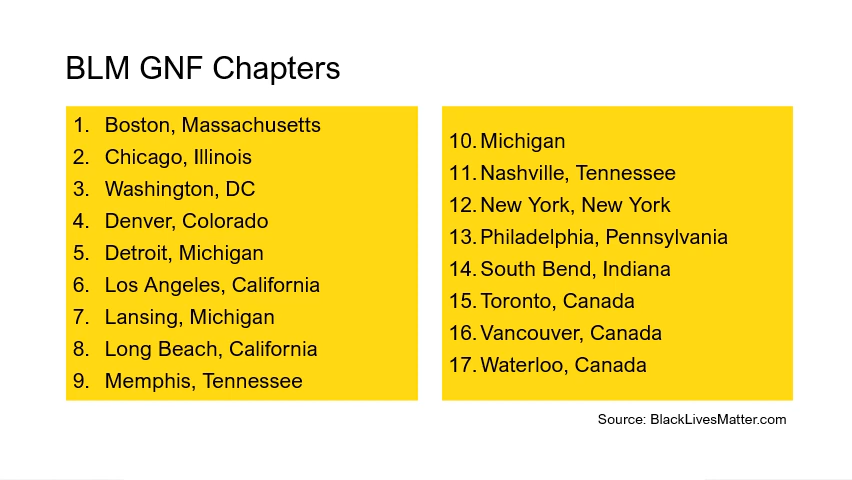 BLM GNF Chapters
1. Boston, Massachusetts
2. Chicago, Illinois
3. Washington, DC
4. Denver, Colorado
5. Detroit, Michigan
6. Los Angeles, California
7. Lansing, Michigan
8. Long Beach, California
9. Memphis, Tennessee
10. Michigan
11. Nashville, Tennessee
12. New York, New York
13. Philadelphia, Pennsylvania
14. South Bend, Indiana
15. Toronto, Canada
16. Vancouver, Canada
17. Waterloo, Canada
Source: BlackLivesMatter.com